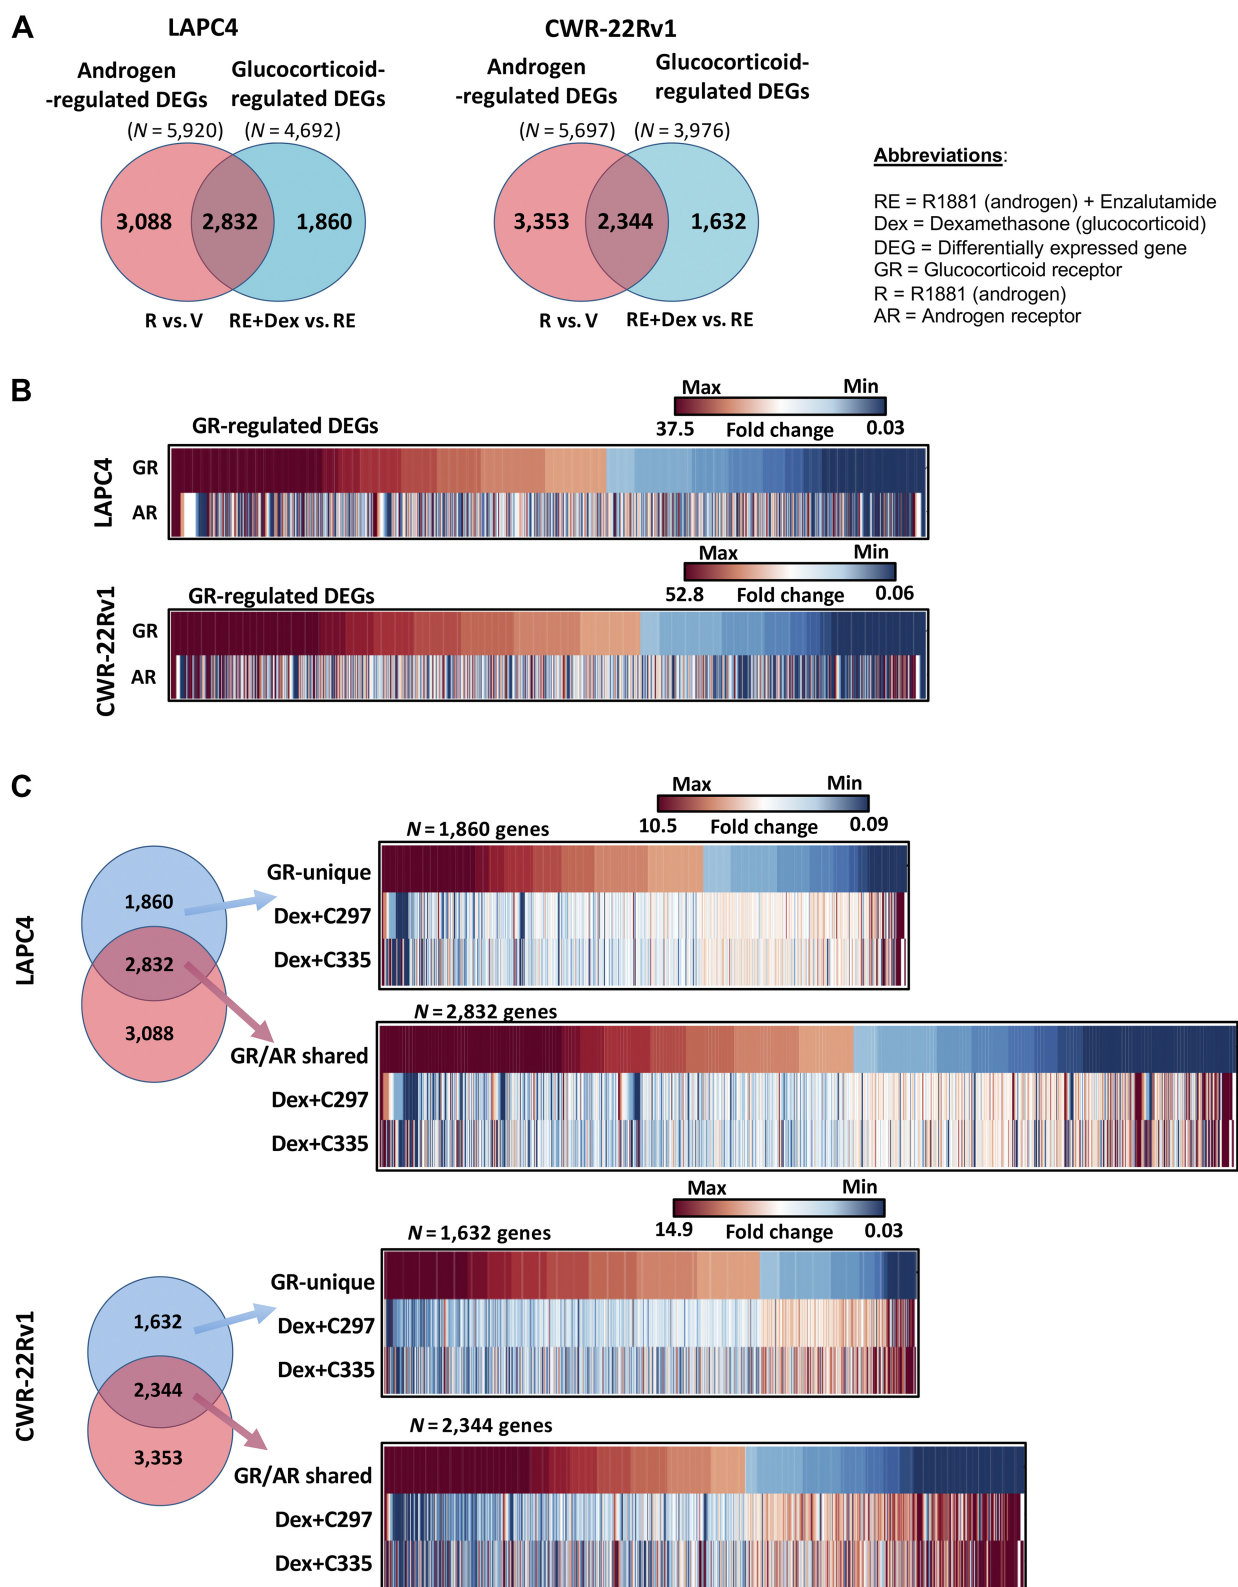 A
LAPC4
CWR-22Rv1
Androgen
-regulated DEGs
(N = 5,920)
Glucocorticoid-
regulated DEGs
(N = 4,692)
Androgen
-regulated DEGs
(N = 5,697)
Glucocorticoid-
regulated DEGs
(N = 3,976)
3,088
2,832
1,860
3,353
2,344
1,632
R vs. V
RE+Dex vs. RE
R vs. V
RE+Dex vs. RE
Abbreviations:
RE = R1881 (androgen) + Enzalutamide
Dex = Dexamethasone (glucocorticoid)
DEG = Differentially expressed gene
GR = Glucocorticoid receptor
R = R1881 (androgen)
AR = Androgen receptor
B
Max
Min
37.5
Fold change
0.03
GR-regulated DEGs
LAPC4
GR
AR
Max
Min
52.8
Fold change
0.06
GR-regulated DEGs
CWR-22Rv1
GR
AR
C
Max
Min
10.5
Fold change
0.09
N = 1,860 genes
LAPC4
1,860
2,832
3,088
GR-unique
Dex+C297
Dex+C335
N = 2,832 genes
GR/AR shared
Dex+C297
Dex+C335
Max
Min
14.9
Fold change
0.03
N = 1,632 genes
CWR-22Rv1
1,632
2,344
3,353
GR-unique
Dex+C297
Dex+C335
N = 2,344 genes
GR/AR shared
Dex+C297
Dex+C335